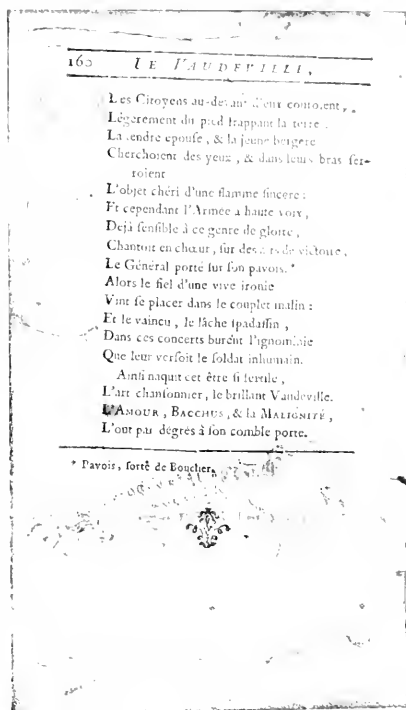 160 LE VAUDEVILLE,
Les Citoyens au-devant d'eux couroient,
Légerement du pied frappant la terre.
La tendre épouse, & la jeune bergere
Cherchoient des yeux, & dans leurs bras ser-
roient
L'objet chéri d'une flamme sincere:
Et cependant l'Armée à haute voix,
Dejà sensible à ce genre de gloire,
Chantoit en chœur, sur des airs de victoire,
Le Général porté sur son pavois. *
Alors le fiel d'une vive ironie
Vint se placer dans le couplet malin:
Et le vaincu, le lâche spadassin,
Dans ces concerts burent l'ignominie
Que leur versoit le soldat inhumain.
Ainsi naquit cet être si fertile,
L'art chansonnier, le brillant Vaudeville.
L'AMOUR, BACCHUS, & la MALIGNITÉ,
L'ont par dégrés à son comble porté.
* Pavois, sorte de Bouclier.